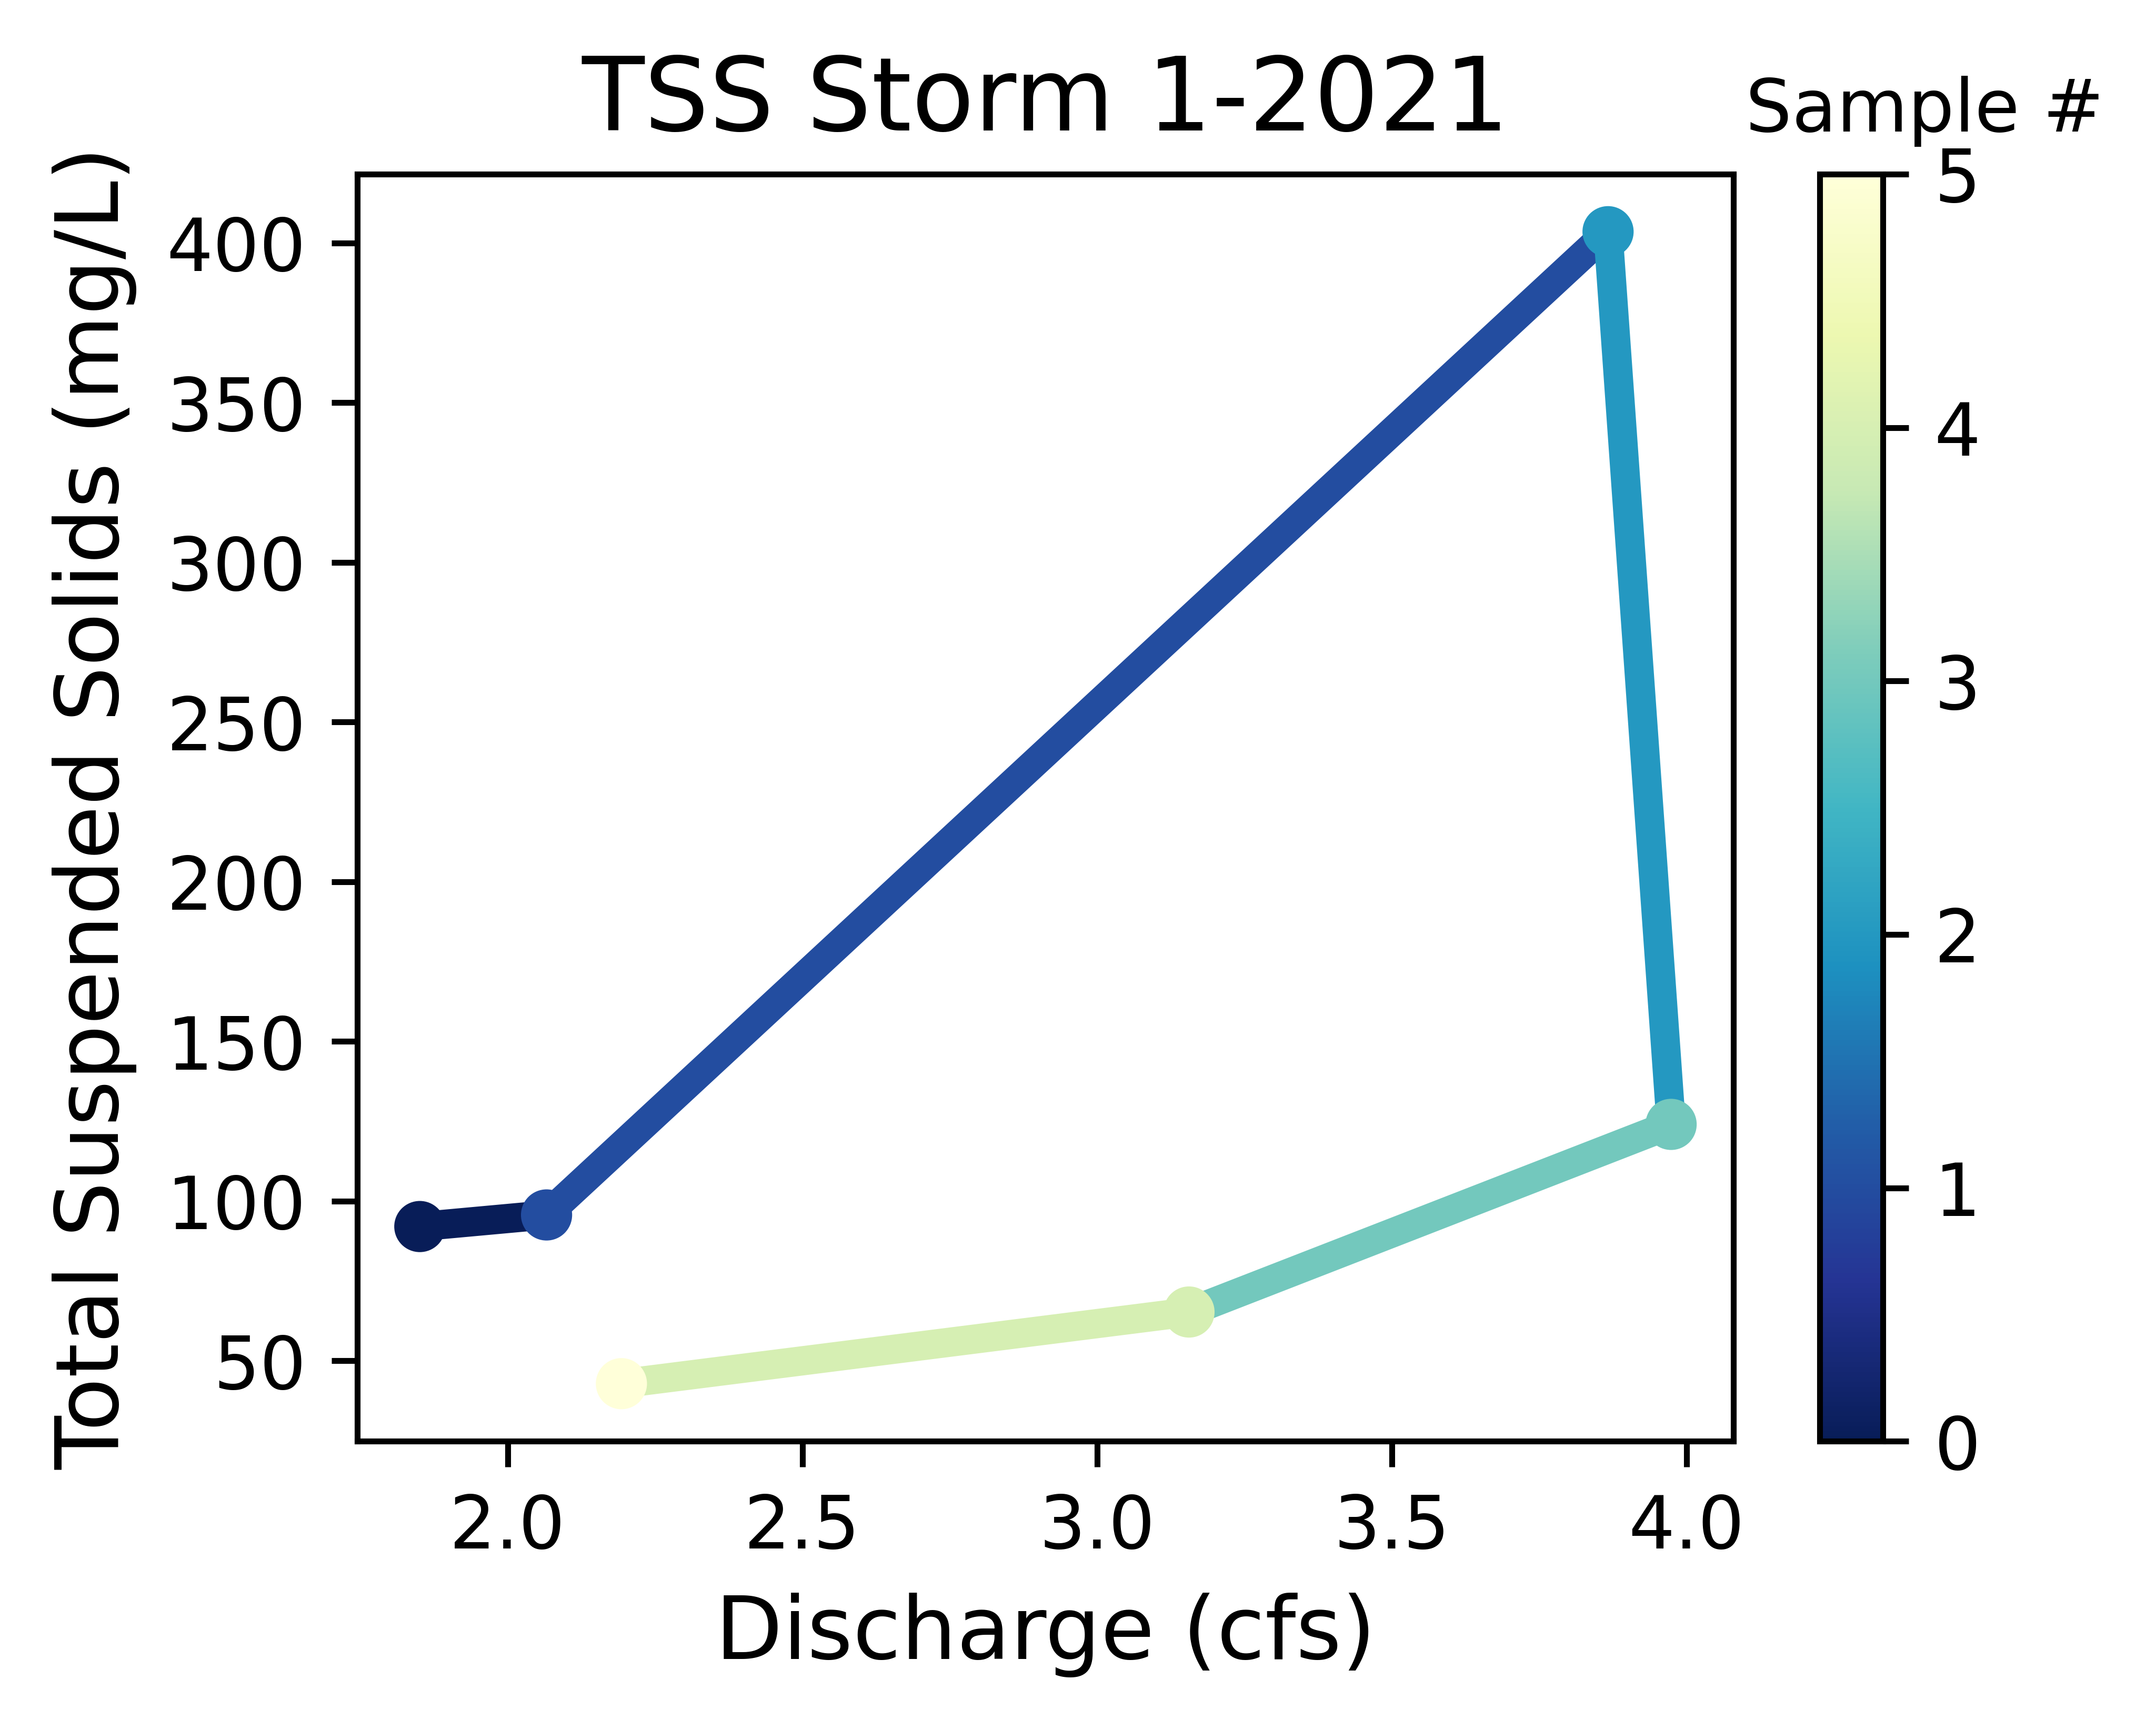 TSS Storm 1-2021
Sample #
Total Suspended Solids (mg/L)
400
350
300
250
200
150
100
50
2.0 2.5 3.0 3.5 4.0
Discharge (cfs)
5
4
3
2
1
0